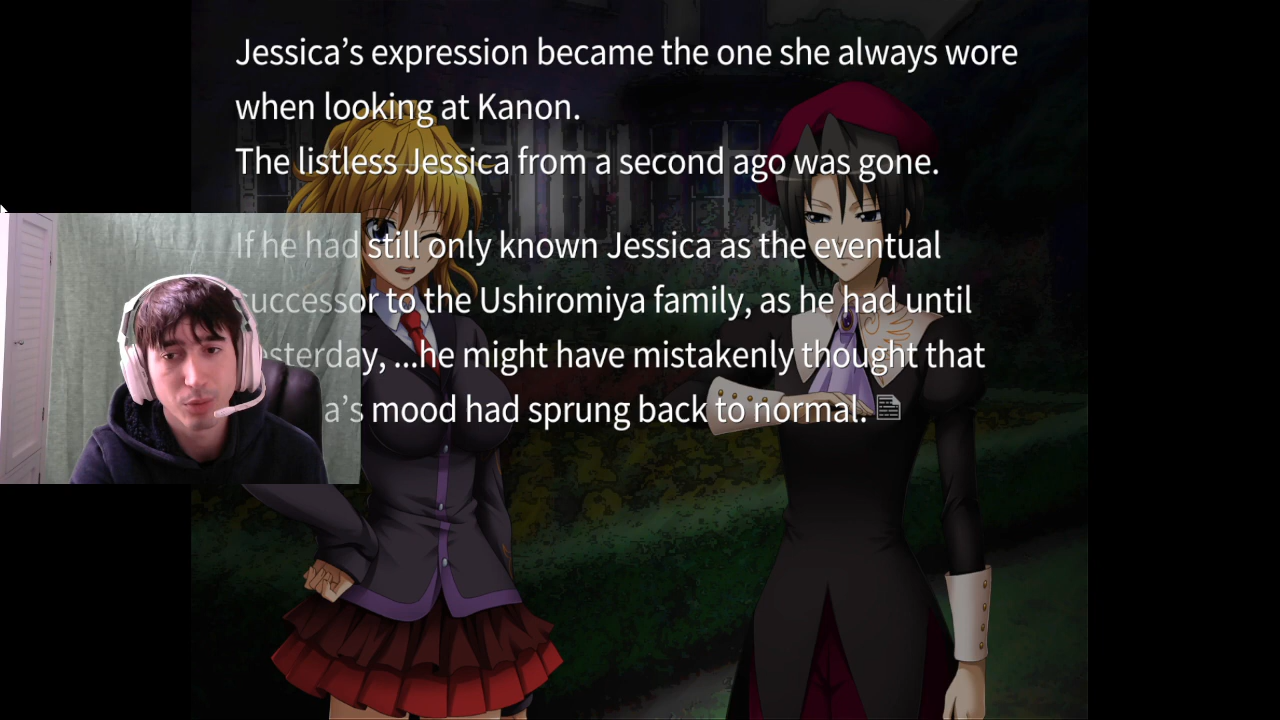 Jessica’s expression became the one she always wore
when looking at Kanon.
The listless Jessica from a second ago was gone.
If he had still only known Jessica as the eventual
successor to the Ushiromiya family, as he had until
yesterday, ...he might have mistakenly thought that
a’s mood had sprung back to normal.